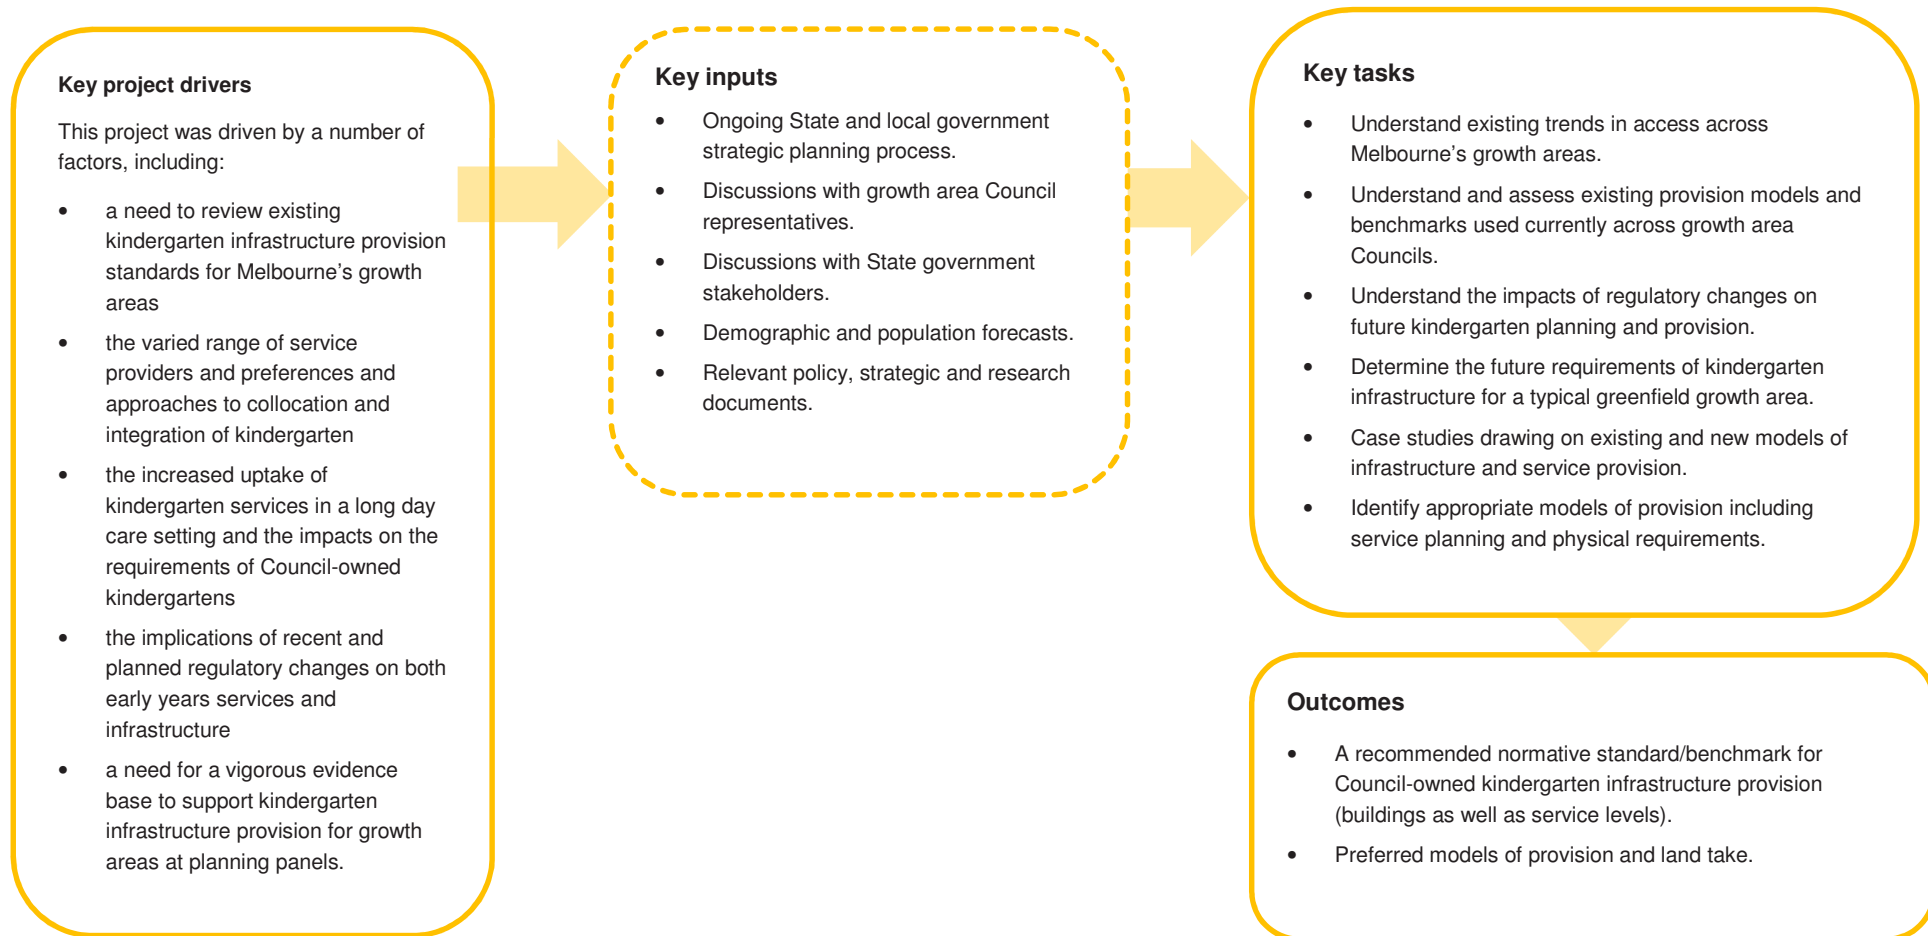 Key project drivers
This project was driven by a number of
factors, including:
• a need to review existing
kindergarten infrastructure provision
standards for Melbourne’s growth
areas
• the varied range of service
providers and preferences and
approaches to collocation and
integration of kindergarten
• the increased uptake of
kindergarten services in a long day
care setting and the impacts on the
requirements of Council-owned
kindergartens
• the implications of recent and
planned regulatory changes on both
early years services and
infrastructure
• a need for a vigorous evidence
base to support kindergarten
infrastructure provision for growth
areas at planning panels.
Key inputs
• Ongoing State and local government
strategic planning process.
• Discussions with growth area Council
representatives.
• Discussions with State government
stakeholders.
• Demographic and population forecasts.
• Relevant policy, strategic and research
documents.
Key tasks
• Understand existing trends in access across
Melbourne’s growth areas.
• Understand and assess existing provision models and
benchmarks used currently across growth area
Councils.
• Understand the impacts of regulatory changes on
future kindergarten planning and provision.
• Determine the future requirements of kindergarten
infrastructure for a typical greenfield growth area.
• Case studies drawing on existing and new models of
infrastructure and service provision.
• Identify appropriate models of provision including
service planning and physical requirements.
Outcomes
• A recommended normative standard/benchmark for
Council-owned kindergarten infrastructure provision
(buildings as well as service levels).
• Preferred models of provision and land take.